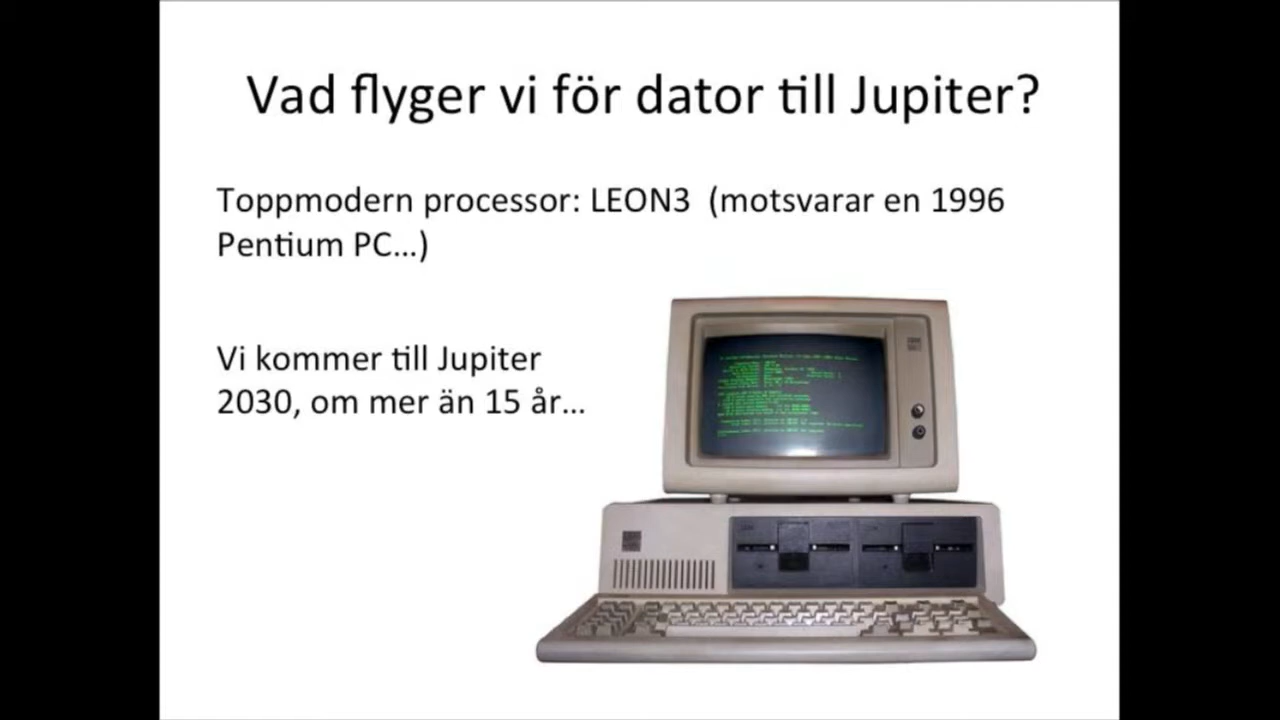 Vad flyger vi för dator till Jupiter?
Toppmodern processor: LEON3 (motsvarar en 1996
Pentium PC...)
Vi kommer till Jupiter
2030, om mer än 15 år...